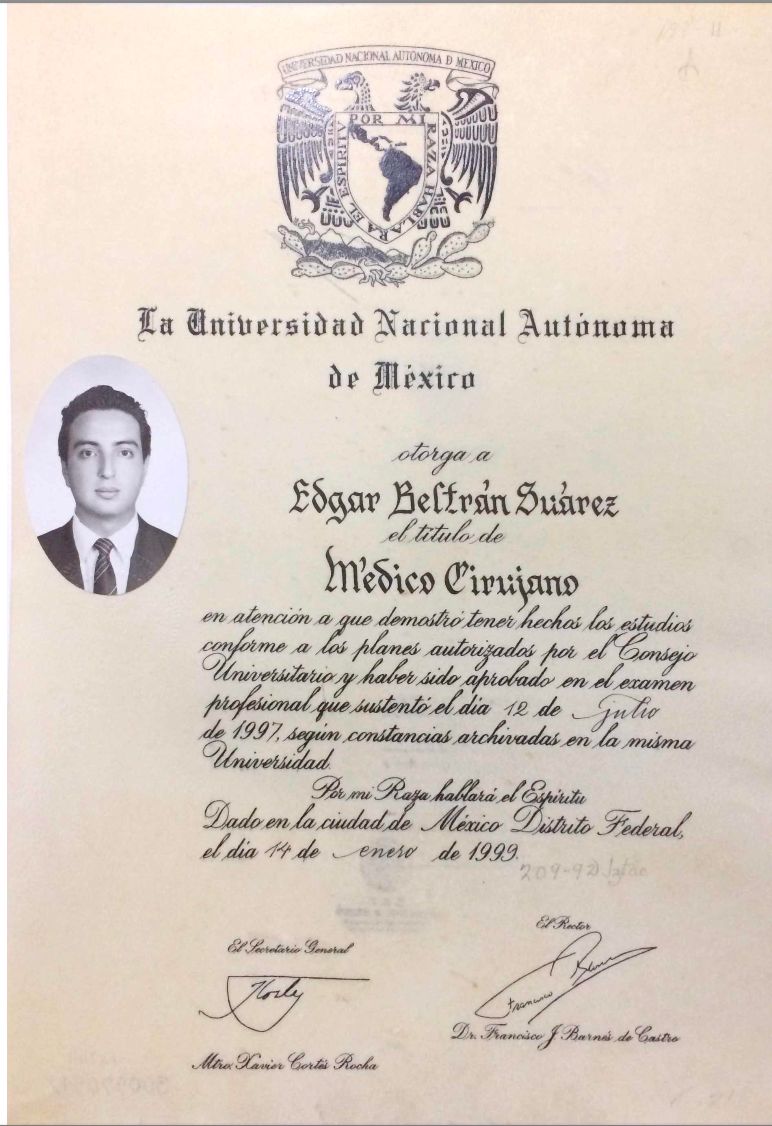 UNIVERSIDAD NACIONAL AUTÓNOMA D MEXICO
POR MI RAZA HABLARA EL ESPIRITU
La Universidad Nacional Autónoma
de México
otorga a
Edgar Beltrán Suárez
el título de
Médico Cirujano
en atención a que demostró tener hechos los estudios
conforme a los planes autorizados por el Consejo
Universitario y haber sido aprobado en el examen
profesional que sustentó el día 12 de julio
de 1997, según constancias archivadas en la misma
Universidad.
Por mi Raza hablará el Espíritu
Dado en la ciudad de México Distrito Federal,
el día 14 de enero de 1999.
209-92
El Secretario General
El Rector
Francisco
Dr. Francisco J Barnés de Castro
Mtro. Xavier Cortés Rocha